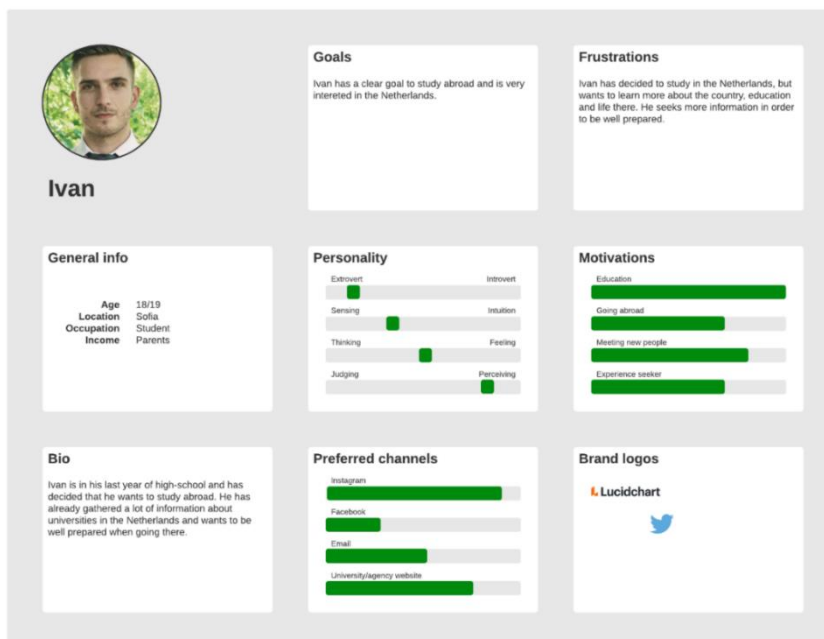 Ivan
Goals
Ivan has a clear goal to study abroad and is very
intereted in the Netherlands.
Frustrations
Ivan has decided to study in the Netherlands, but
wants to learn more about the country, education
and life there. He seeks more information in order
to be well prepared.
General info
Age 18/19
Location Sofia
Occupation Student
Income Parents
Personality
Extrovert Introvert
Sensing Intuition
Thinking Feeling
Judging Perceiving
Motivations
Education
Going abroad
Meeting new people
Experience seeker
Bio
Ivan is in his last year of high-school and has
decided that he wants to study abroad. He has
already gathered a lot of information about
universities in the Netherlands and wants to be
well prepared when going there.
Preferred channels
Instagram
Facebook
Email
University/agency website
Brand logos
Lucidchart